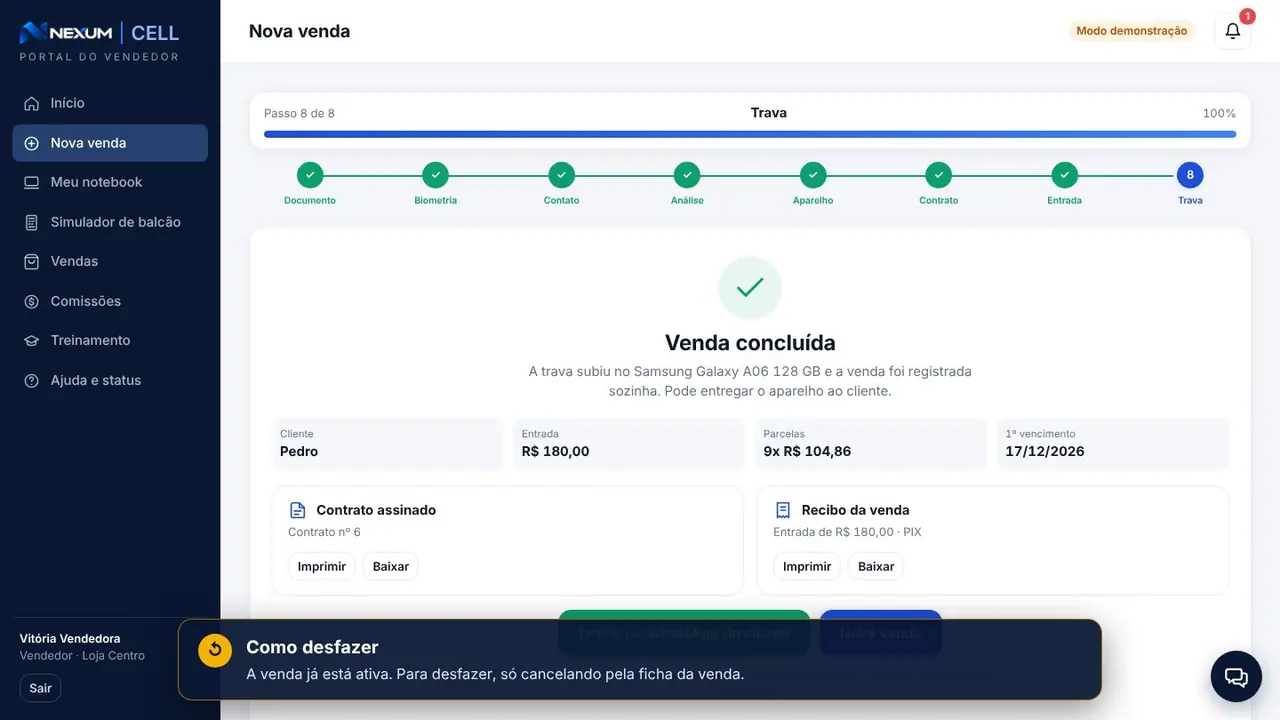 NEXUM | CELL
PORTAL DO VENDEDOR
Início
Nova venda
Meu notebook
Simulador de balcão
Vendas
Comissões
Treinamento
Ajuda e status
Vitória Vendedora
Vendedor · Loja Centro
Sair
Nova venda
Modo demonstração
1
Passo 8 de 8
Trava
100%
8
Documento
Biometria
Contato
Análise
Aparelho
Contrato
Entrada
Trava
Venda concluída
A trava subiu no Samsung Galaxy A06 128 GB e a venda foi registrada
sozinha. Pode entregar o aparelho ao cliente.
Cliente
Pedro
Entrada
R$ 180,00
Parcelas
9x R$ 104,86
1º vencimento
17/12/2026
Contrato assinado
Contrato nº 6
Imprimir
Baixar
Recibo da venda
Entrada de R$ 180,00 · PIX
Imprimir
Baixar
WhatsApp do cliente
Nova venda
Como desfazer
A venda já está ativa. Para desfazer, só cancelando pela ficha da venda.